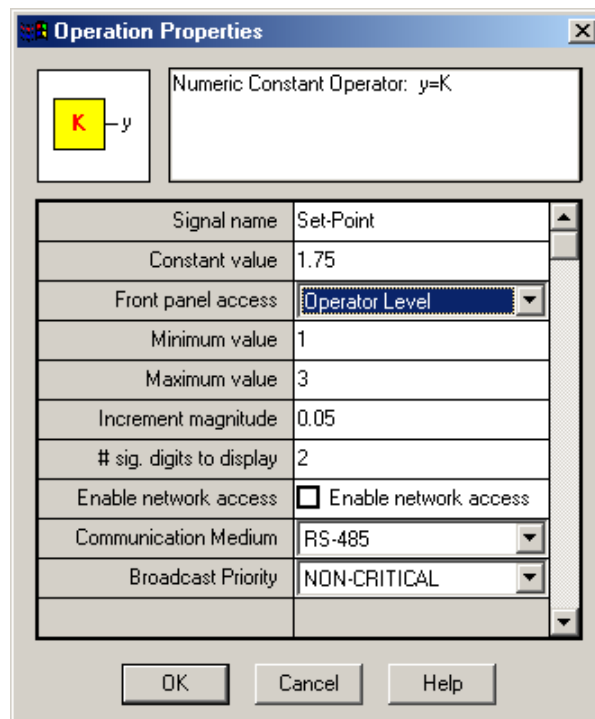 Operation Properties
K y
Numeric Constant Operator: y=K
Signal name Set-Point
Constant value 1.75
Front panel access Operator Level
Minimum value 1
Maximum value 3
Increment magnitude 0.05
# sig. digits to display 2
Enable network access Enable network access
Communication Medium RS-485
Broadcast Priority NON-CRITICAL
OK Cancel Help